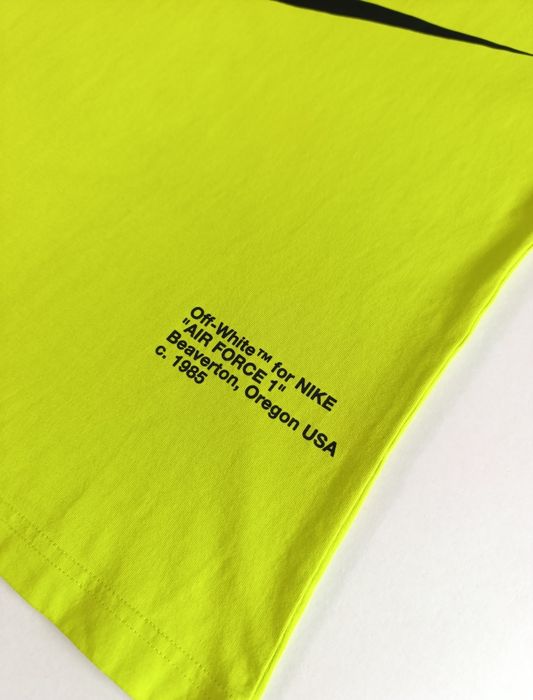 Off-White™ for NIKE
"AIR FORCE 1"
Beaverton, Oregon USA
c. 1985